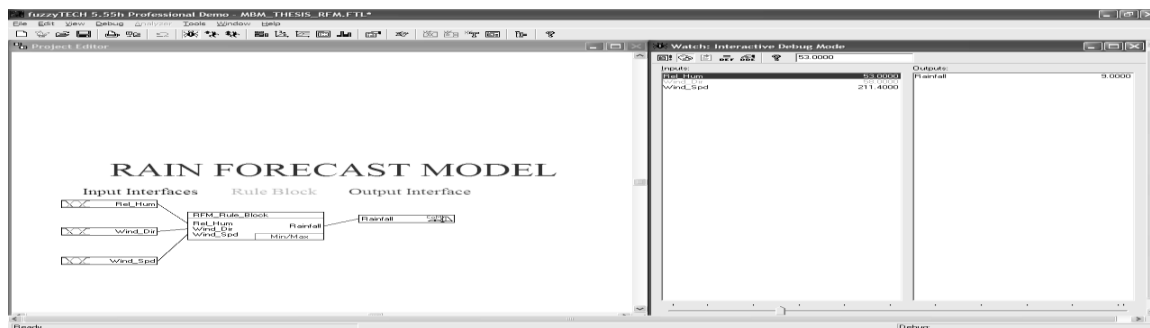 fuzzyTECH 5.55h Professional Demo - MBM_THESIS_RFM.FTL*
File Edit View Debug Analyzer Tools Window Help
Project Editor
RAIN FORECAST MODEL
Input Interfaces Rule Block Output Interface
Rel_Hum
Wind_Dir
Wind_Spd
RFM_Rule_Block
Rel_Hum
Wind_Dir
Wind_Spd
Rainfall
Min/Max
Rainfall
Watch: Interactive Debug Mode
53.0000
Inputs:
Rel_Hum 53.0000
Wind_Dir
Wind_Spd 211.4000
Outputs:
Rainfall 9.0000
Ready
Debug: